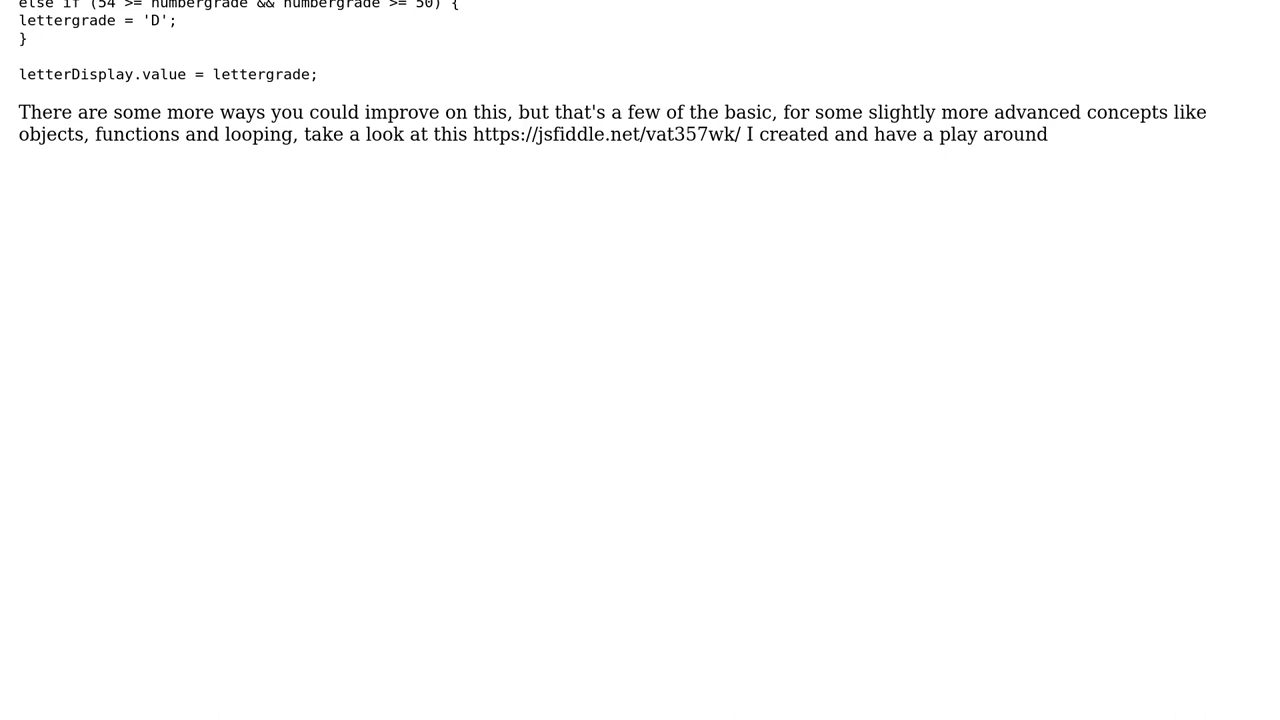 else if (54 >= numbergrade && numbergrade >= 50) {
lettergrade = 'D';
}
letterDisplay.value = lettergrade;
There are some more ways you could improve on this, but that's a few of the basic, for some slightly more advanced concepts like
objects, functions and looping, take a look at this https://jsfiddle.net/vat357wk/ I created and have a play around